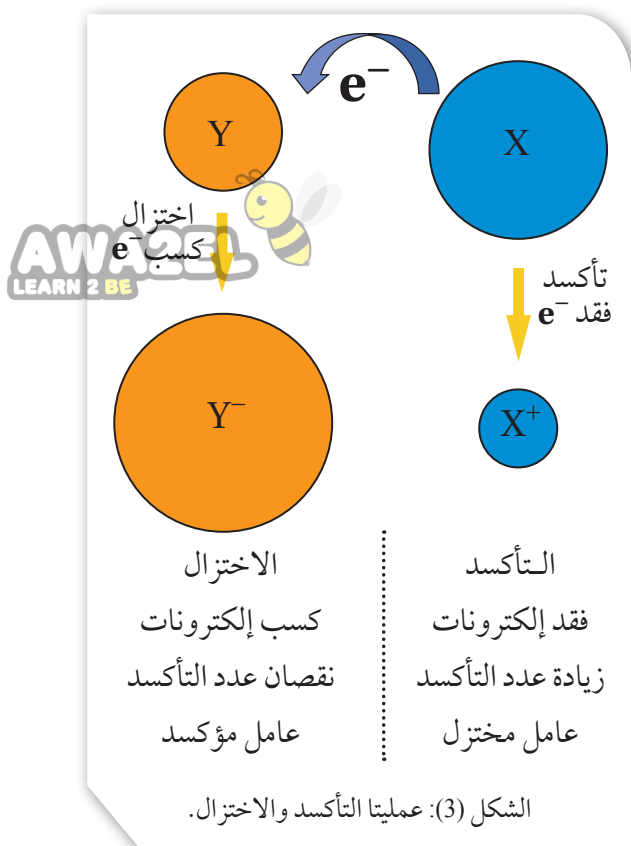 e⁻
X
Y
اختزال
كسب e⁻
AWA2EL
LEARN 2 BE
تأكسد
فقد e⁻
X⁺
Y⁻
الـتأكسد
فقد إلكترونات
زيادة عدد التأكسد
عامل مختزل
الاختزال
كسب إلكترونات
نقصان عدد التأكسد
عامل مؤكسد
الشكل (3): عمليتا التأكسد والاختزال.